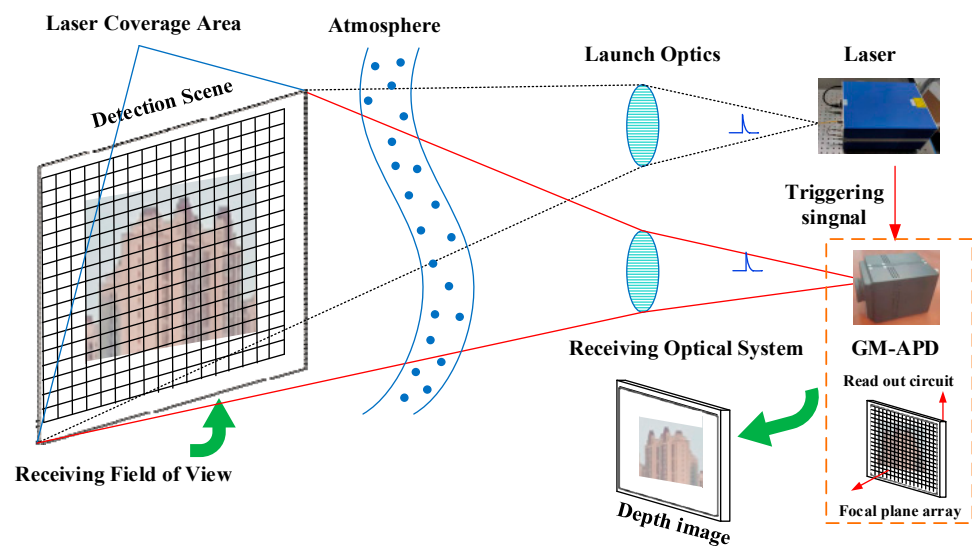 Laser Coverage Area
Atmosphere
Launch Optics
Laser
Detection Scene
Triggering
singnal
Receiving Optical System
GM-APD
Read out circuit
Receiving Field of View
Depth image
Focal plane array